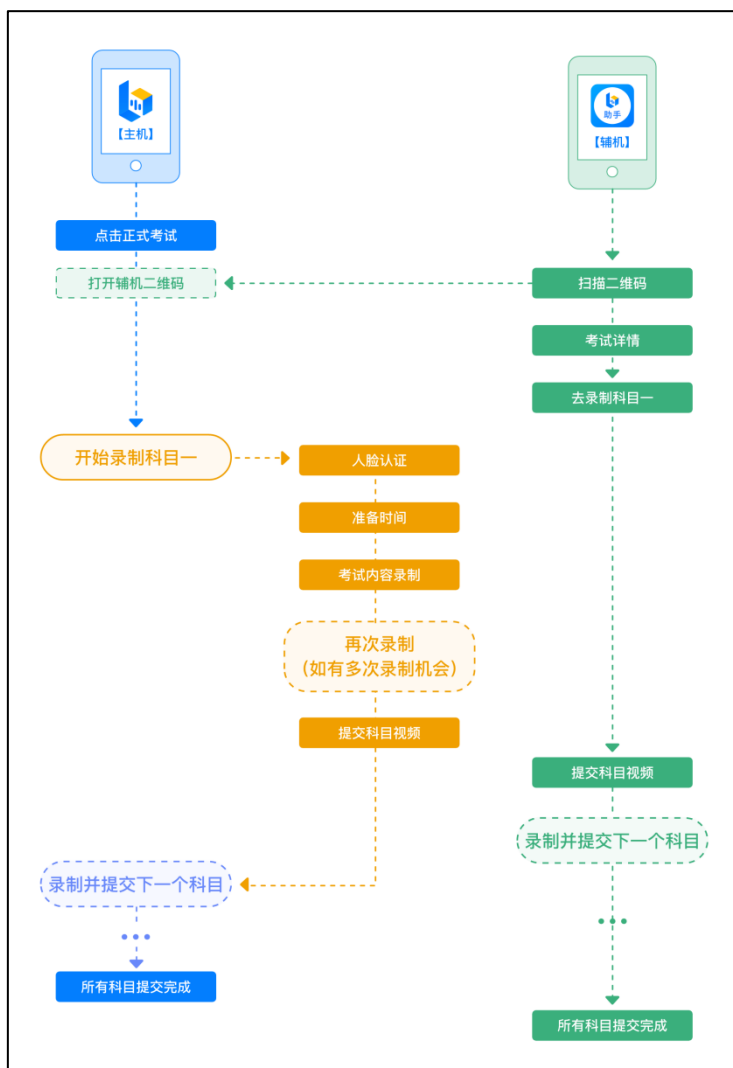 【主机】
助手
【辅机】
点击正式考试
打开辅机二维码
扫描二维码
考试详情
去录制科目一
开始录制科目一
人脸认证
准备时间
考试内容录制
再次录制
（如有多次录制机会）
提交科目视频
提交科目视频
录制并提交下一个科目
录制并提交下一个科目
所有科目提交完成
所有科目提交完成